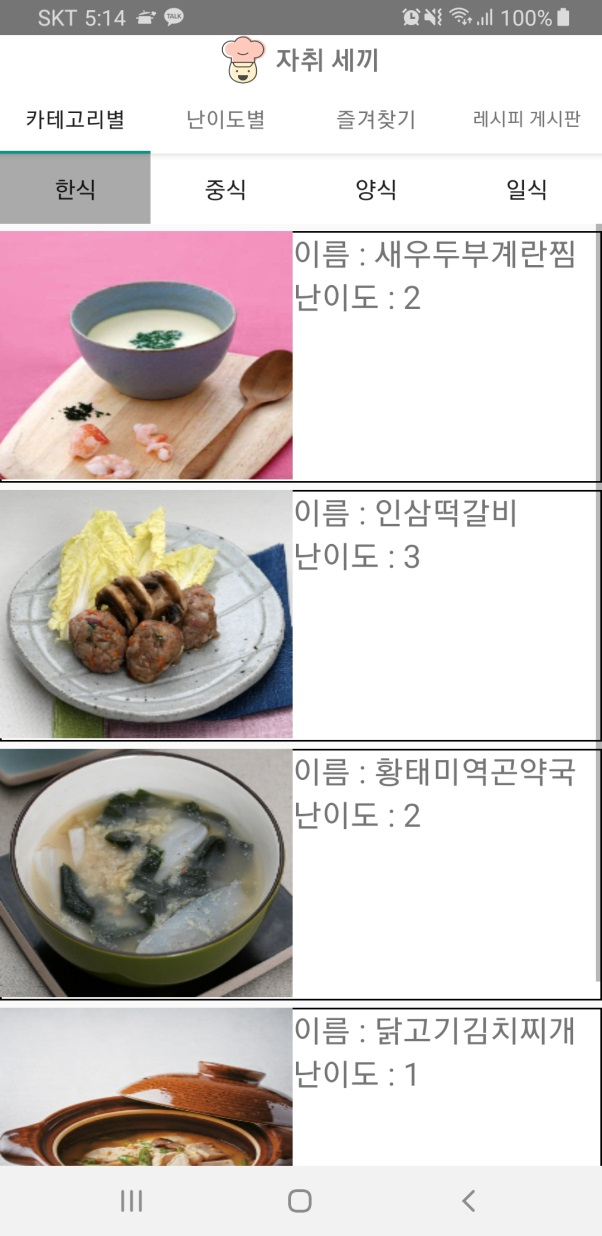 SKT 5:14 TALK 100%
자취 세끼
카테고리별 난이도별 즐겨찾기 레시피 게시판
한식 중식 양식 일식
이름 : 새우두부계란찜
난이도 : 2
이름 : 인삼떡갈비
난이도 : 3
이름 : 황태미역곤약국
난이도 : 2
이름 : 닭고기김치찌개
난이도 : 1